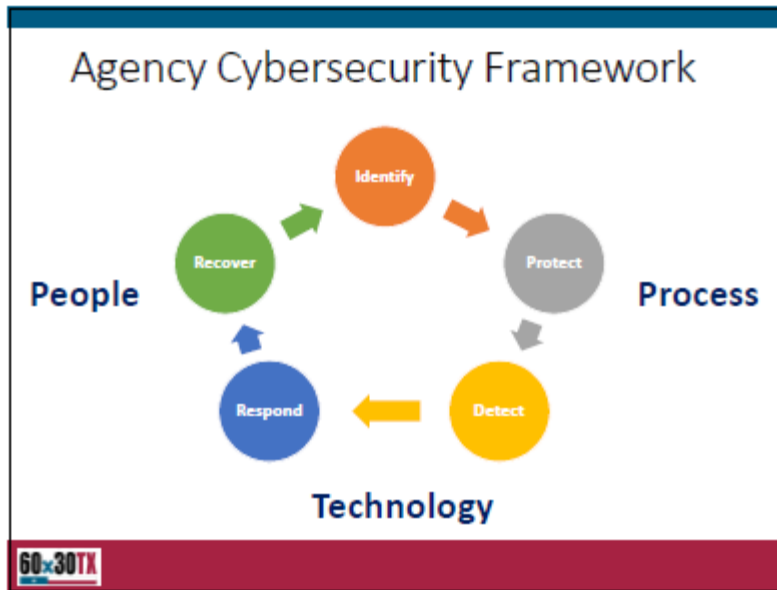 Agency Cybersecurity Framework
Identify
Recover
Protect
People
Process
Respond
Detect
Technology
60x30TX